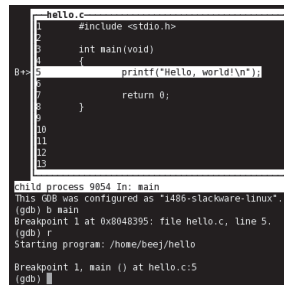 hello.c
1 #include <stdio.h>
2
3 int main(void)
4 {
B+> 5 printf("Hello, world!\n");
6
7 return 0;
8 }
9
10
11
12
13
child process 9054 In: main
This GDB was configured as "i486-slackware-linux".
(gdb) b main
Breakpoint 1 at 0x8048395: file hello.c, line 5.
(gdb) r
Starting program: /home/beej/hello
Breakpoint 1, main () at hello.c:5
(gdb)